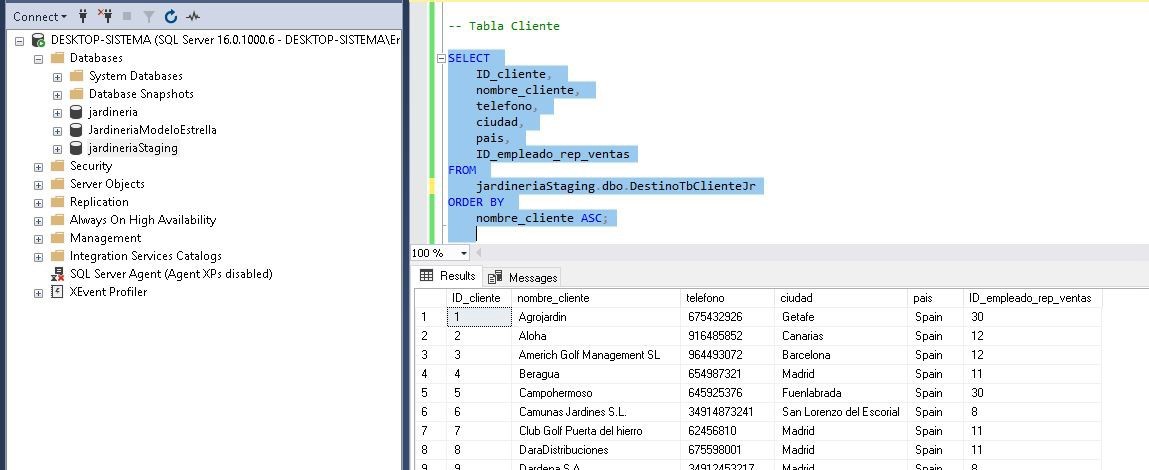 Connect
DESKTOP-SISTEMA (SQL Server 16.0.1000.6 - DESKTOP-SISTEMA\Er
Databases
System Databases
Database Snapshots
jardineria
JardineriaModeloEstrella
jardineriaStaging
Security
Server Objects
Replication
Always On High Availability
Management
Integration Services Catalogs
SQL Server Agent (Agent XPs disabled)
XEvent Profiler
-- Tabla Cliente
SELECT
ID_cliente,
nombre_cliente,
telefono,
ciudad,
pais,
ID_empleado_rep_ventas
FROM
jardineriaStaging.dbo.DestinoTbClienteJr
ORDER BY
nombre_cliente ASC;
100 %
Results Messages
ID_cliente nombre_cliente telefono ciudad pais ID_empleado_rep_ventas
1 1 Agrojardin 675432926 Getafe Spain 30
2 2 Aloha 916485852 Canarias Spain 12
3 3 Americh Golf Management SL 964493072 Barcelona Spain 12
4 4 Beragua 654987321 Madrid Spain 11
5 5 Campohermoso 645925376 Fuenlabrada Spain 30
6 6 Camunas Jardines S.L. 34914873241 San Lorenzo del Escorial Spain 8
7 7 Club Golf Puerta del hierro 62456810 Madrid Spain 11
8 8 DaraDistribuciones 675598001 Madrid Spain 11
9 9 Dardena S.A. 34912453217 Madrid Spain 8